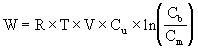 W = R × T × V × C_u × ln(C_b/C_m)